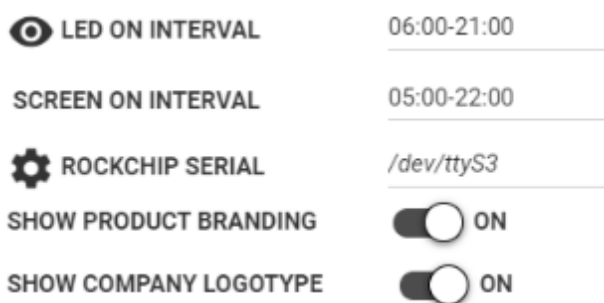 LED ON INTERVAL 06:00-21:00
SCREEN ON INTERVAL 05:00-22:00
ROCKCHIP SERIAL /dev/ttyS3
SHOW PRODUCT BRANDING ON
SHOW COMPANY LOGOTYPE ON